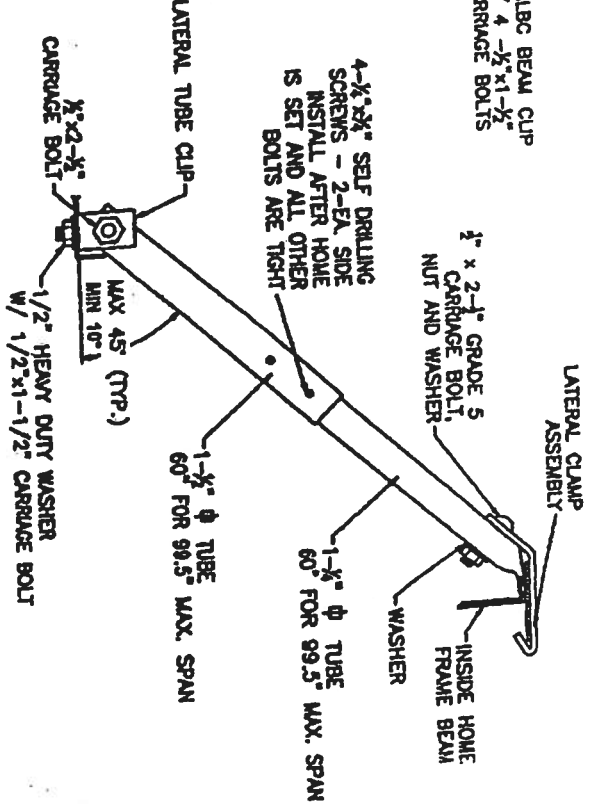 LBC BEAM CLIP
4 -½"x1-½"
RRIAGE BOLTS
LATERAL CLAMP
ASSEMBLY
½" x 2-½" GRADE 5
CARRIAGE BOLT,
NUT AND WASHER
4-¼"x¾" SELF DRILLING
SCREWS - 2-EA. SIDE
INSTALL AFTER HOME
IS SET AND ALL OTHER
BOLTS ARE TIGHT
INSIDE HOME
FRAME BEAM
WASHER
LATERAL TUBE CLIP
1-¼" ϕ TUBE
60" FOR 99.5" MAX. SPAN
½"x2-½"
CARRIAGE BOLT
MAX 45° (TYP.)
MIN 10°
1-½" ϕ TUBE
60" FOR 99.5" MAX. SPAN
1/2" HEAVY DUTY WASHER
W/ 1/2"x1-1/2" CARRIAGE BOLT